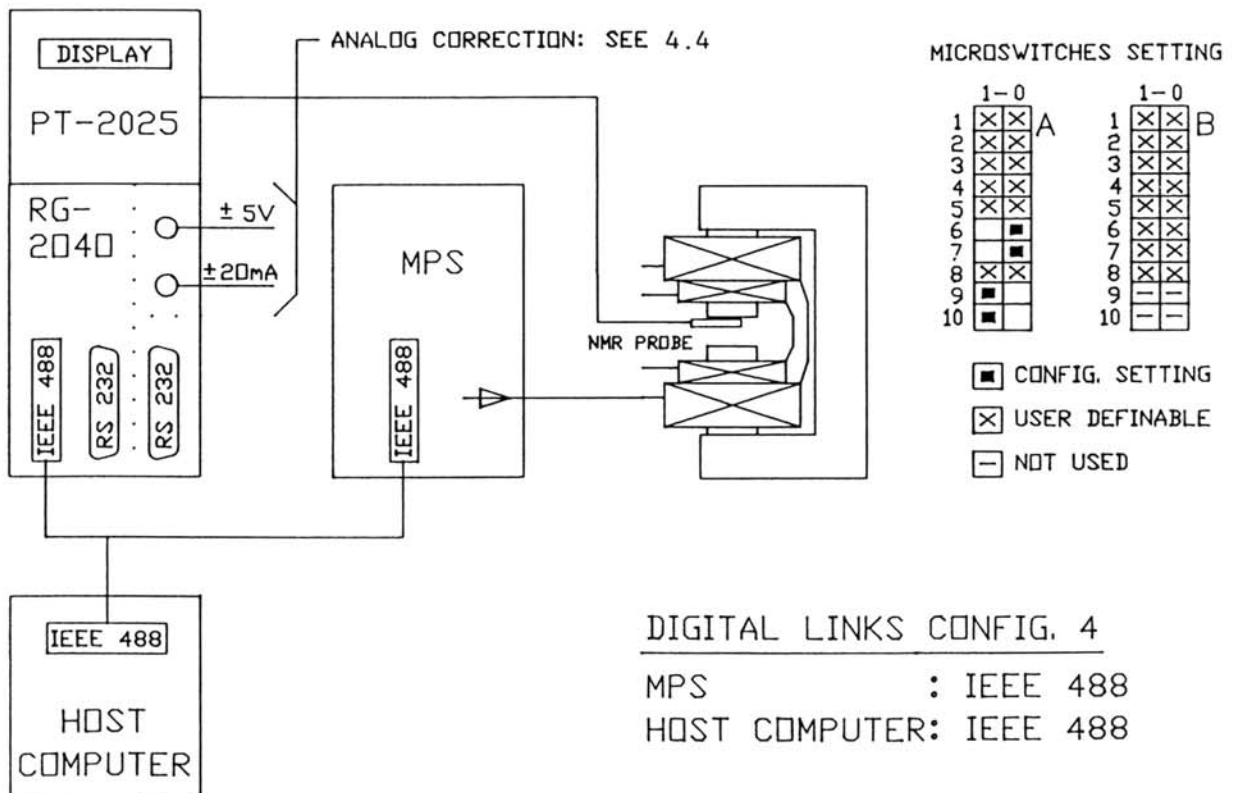 DISPLAY
PT-2025
ANALOG CORRECTION: SEE 4.4
RG-
2040
± 5V
±20mA
IEEE 488
RS 232
RS 232
MPS
IEEE 488
NMR PROBE
MICROSWITCHES SETTING
1-0
A
1
2
3
4
5
6
7
8
9
10
1-0
B
1
2
3
4
5
6
7
8
9
10
CONFIG. SETTING
USER DEFINABLE
NOT USED
IEEE 488
HOST
COMPUTER
DIGITAL LINKS CONFIG. 4
MPS : IEEE 488
HOST COMPUTER: IEEE 488